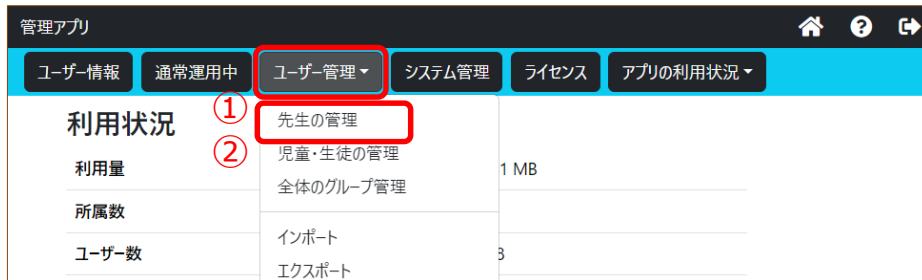 管理アプリ
ユーザー情報 通常運用中 ユーザー管理 システム管理 ライセンス アプリの利用状況
利用状況
① 先生の管理
② 児童・生徒の管理
利用量 1 MB
全体のグループ管理
所属数
インポート
ユーザー数
エクスポート